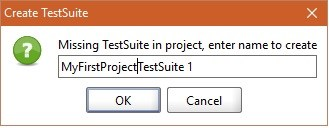 Create TestSuite
Missing TestSuite in project, enter name to create
MyFirstProjectTestSuite 1
OK
Cancel